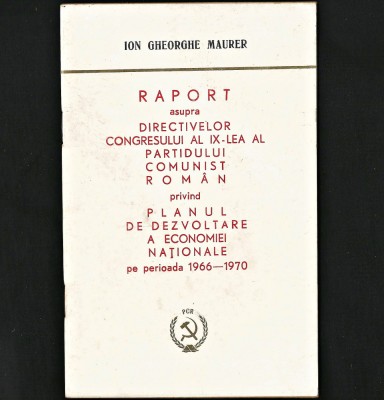 ION GHEORGHE MAURER
RAPORT
asupra
DIRECTIVELOR
CONGRESULUI AL IX-LEA AL
PARTIDULUI
COMUNIST
ROMÂN
privind
PLANUL
DE DEZVOLTARE
A ECONOMIEI
NAȚIONALE
pe perioada 1966—1970
PCR